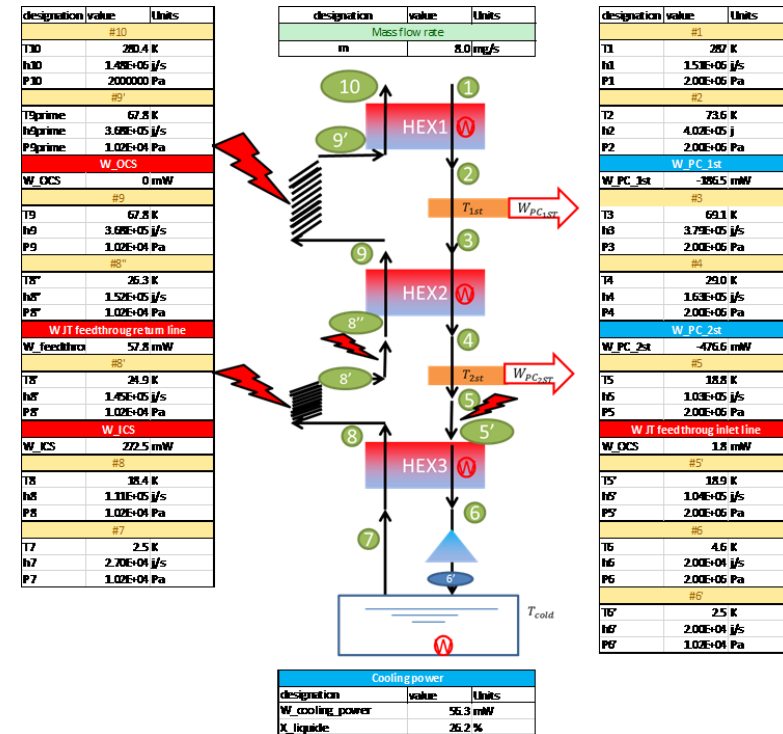 designation value Units
#10
T10 280.4 K
h10 1.48E+06 j/s
P10 2000000 Pa
#9'
T9prime 67.8 K
h9prime 3.68E+05 j/s
P9prime 1.02E+04 Pa
W_OCS
W_OCS 0 mW
#9
T9 67.8 K
h9 3.68E+05 j/s
P9 1.02E+04 Pa
#8"
T8" 26.3 K
h8" 1.52E+05 j/s
P8" 1.02E+04 Pa
W JT feedthroug return line
W_feedthrou 57.8 mW
#8'
T8' 24.9 K
h8' 1.45E+05 j/s
P8' 1.02E+04 Pa
W_ICS
W_ICS 272.5 mW
#8
T8 18.4 K
h8 1.11E+05 j/s
P8 1.02E+04 Pa
#7
T7 2.5 K
h7 2.70E+04 j/s
P7 1.02E+04 Pa
designation value Units
Mass flow rate
m 8.0 mg/s
10
1
HEX1 W
9'
2
T1st
WPC1ST
3
9
HEX2 W
8"
4
8'
T2st
WPC2ST
5
5'
8
HEX3 W
6
7
6'
Tcold
W
Cooling power
designation value Units
W_cooling_power 56.3 mW
X_liquide 26.2 %
designation value Units
#1
T1 287 K
h1 1.51E+06 j/s
P1 2.00E+06 Pa
#2
T2 73.6 K
h2 4.02E+05 j
P2 2.00E+06 Pa
W_PC_1st
W_PC_1st -186.5 mW
#3
T3 69.1 K
h3 3.79E+05 j/s
P3 2.00E+06 Pa
#4
T4 29.0 K
h4 1.63E+05 j/s
P4 2.00E+06 Pa
W_PC_2st
W_PC_2st -476.6 mW
#5
T5 18.8 K
h5 1.03E+05 j/s
P5 2.00E+06 Pa
W JT feed throug inlet line
W_OCS 1.8 mW
#5'
T5' 18.9 K
h5' 1.04E+05 j/s
P5' 2.00E+06 Pa
#6
T6 4.6 K
h6 2.00E+04 j/s
P6 2.00E+06 Pa
#6'
T6' 2.5 K
h6' 2.00E+04 j/s
P6' 1.02E+04 Pa